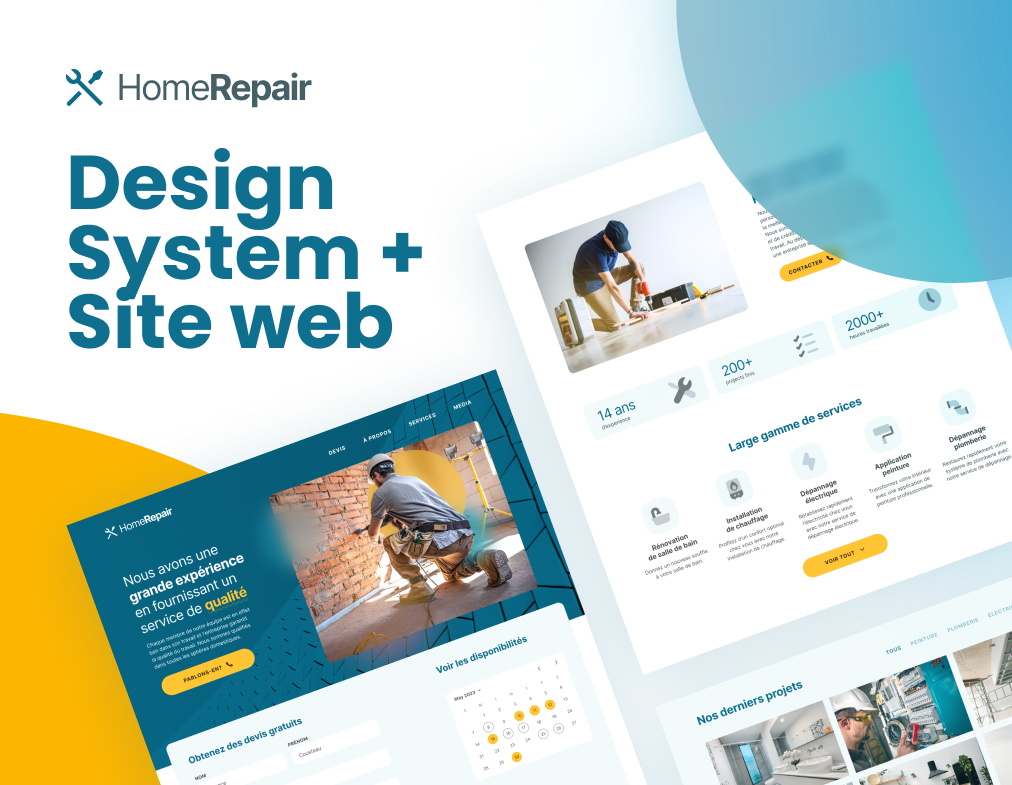 HomeRepair
Design
System +
Site web
CONTACTER
14 ans
d'experience
200+
projects finis
2000+
heures travaillées
Large gamme de services
Rénovation
de salle de bain
Donnez un nouveau souffle
à votre salle de bain.
Installation
de chauffage
Profitez d'un confort optimal
chez vous avec notre
installation de chauffage.
Dépannage
électrique
Rétablissez rapidement
l'électricité chez vous
avec notre service de
dépannage électrique.
Application
peinture
Transformez votre intérieur
avec une application de
peinture professionnelle.
Dépannage
plomberie
Restaurez rapidement votre
système de plomberie avec
notre service de dépannage
VOIR TOUT
DEVIS
À PROPOS
SERVICES
MEDIA
HomeRepair
Nous avons une
grande expérience
en fournissant un
service de qualité
Chaque membre de notre équipe est en effet
bon dans son travail et l'entreprise garantit
la qualité du travail. Nous sommes qualifiés
dans toutes les sphères domestiques.
PARLONS-EN?
Obtenez des devis gratuits
NOM
PRÉNOM
Cousteau
Voir les disponibilités
May 2023
TOUS
PEINTURE
PLOMBERIE
Nos derniers projets